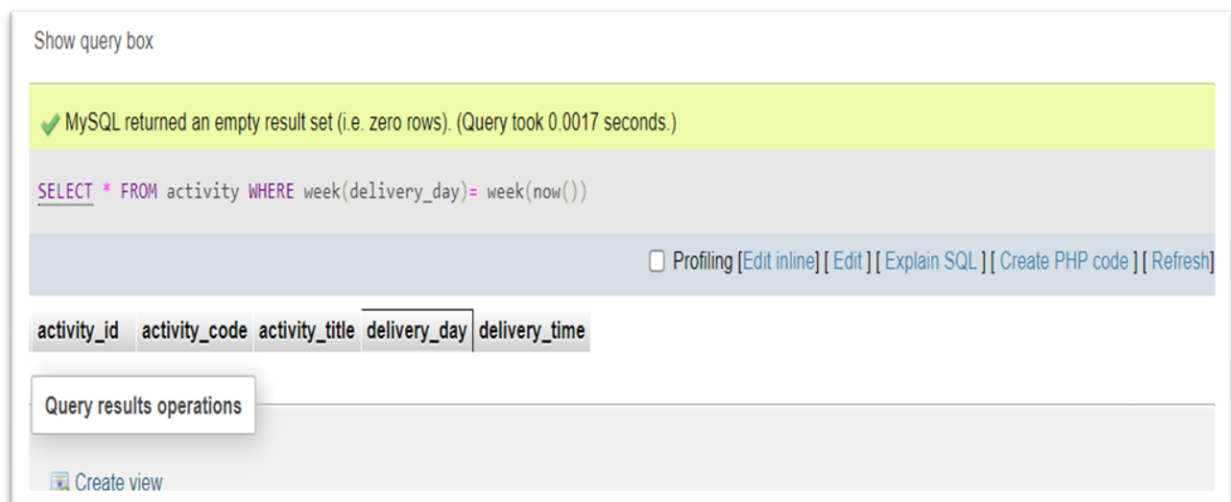 Show query box
MySQL returned an empty result set (i.e. zero rows). (Query took 0.0017 seconds.)
SELECT * FROM activity WHERE week(delivery_day)= week(now())
Profiling [Edit inline] [ Edit ] [ Explain SQL ] [ Create PHP code ] [ Refresh]
activity_id activity_code activity_title delivery_day delivery_time
Query results operations
Create view